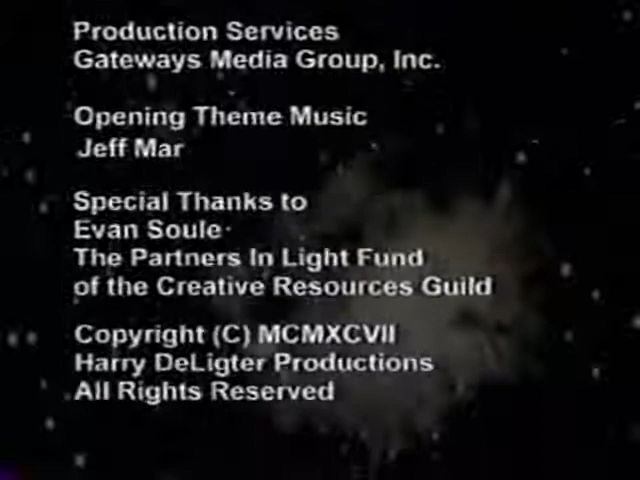 Production Services
Gateways Media Group, Inc.
Opening Theme Music
Jeff Mar
Special Thanks to
Evan Soule
The Partners In Light Fund
of the Creative Resources Guild
Copyright (C) MCMXCVII
Harry DeLigter Productions
All Rights Reserved